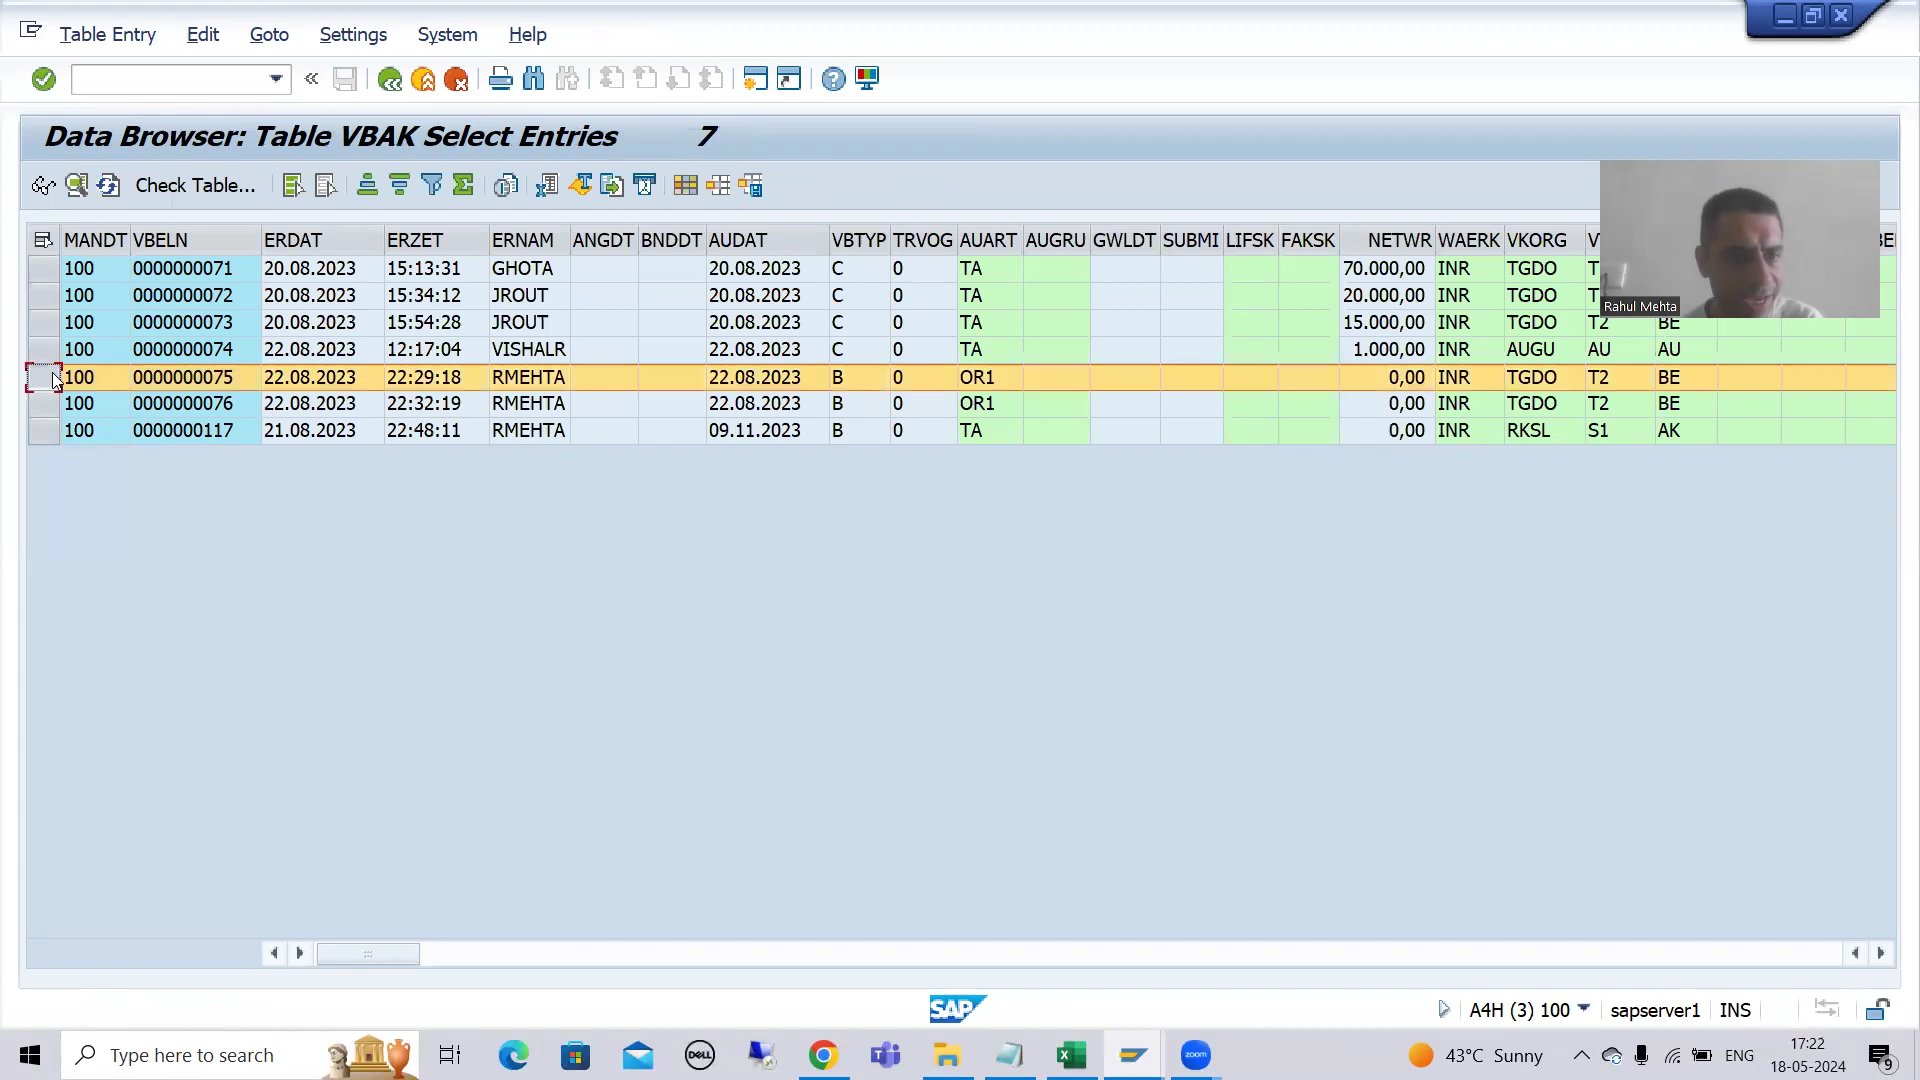 Table Entry Edit Goto Settings System Help
Data Browser: Table VBAK Select Entries 7
Check Table...
MANDT VBELN ERDAT ERZET ERNAM ANGDT BNDDT AUDAT VBTYP TRVOG AUART AUGRU GWLDT SUBMI LIFSK FAKSK NETWR WAERK VKORG
100 0000000071 20.08.2023 15:13:31 GHOTA 20.08.2023 C 0 TA 70.000,00 INR TGDO
100 0000000072 20.08.2023 15:34:12 JROUT 20.08.2023 C 0 TA 20.000,00 INR TGDO
100 0000000073 20.08.2023 15:54:28 JROUT 20.08.2023 C 0 TA 15.000,00 INR TGDO T2 BE
100 0000000074 22.08.2023 12:17:04 VISHALR 22.08.2023 C 0 TA 1.000,00 INR AUGU AU AU
100 0000000075 22.08.2023 22:29:18 RMEHTA 22.08.2023 B 0 OR1 0,00 INR TGDO T2 BE
100 0000000076 22.08.2023 22:32:19 RMEHTA 22.08.2023 B 0 OR1 0,00 INR TGDO T2 BE
100 0000000117 21.08.2023 22:48:11 RMEHTA 09.11.2023 B 0 TA 0,00 INR RKSL S1 AK
Rahul Mehta
SAP
A4H (3) 100 sapserver1 INS
Type here to search
DELL
zoom
43°C Sunny
ENG
17:22
18-05-2024
9